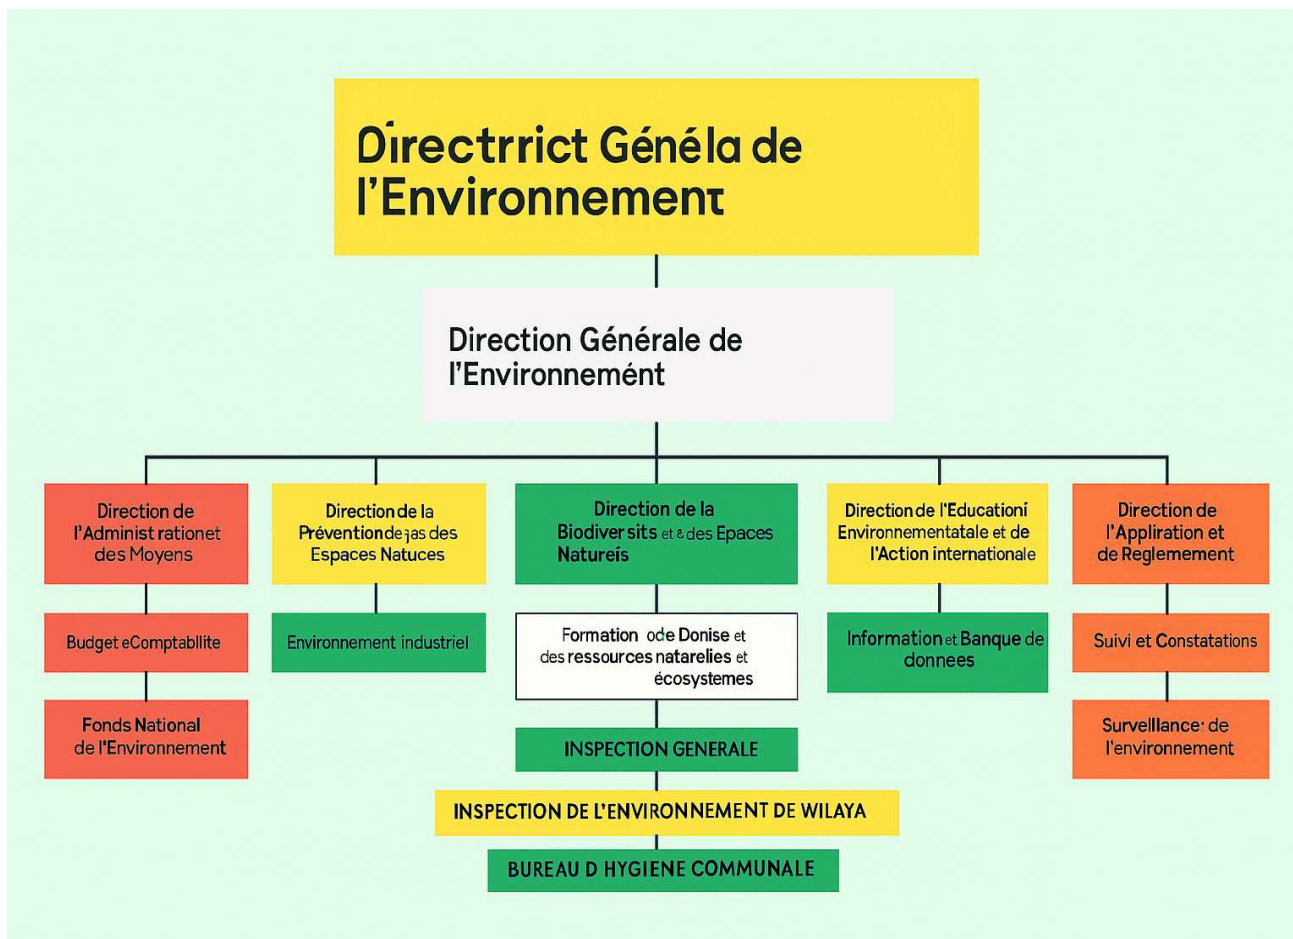 Directrrict Généla de
l'Environnement
Direction Générale de
l'Environnemént
Direction de
l'Administ rationet
des Moyens
Direction de la
Préventiondeȷas des
Espaces Natuces
Direction de la
Biodiver sits et & des Epaces
Natureis
Direction de l'Educationi
Environnementatale et de
l'Action internationale
Direction de
l'Appliration et
de Reglemement
Budget eComptabllite
Environnement industriel
Formation ode Donise et
des ressources natarelies et
écosystemes
Information et Banque de
donnees
Suivi et Constatations
Fonds National
de l'Environnement
Survelllance: de
l'environnement
INSPECTION GENERALE
INSPECTION DE L'ENVIRONNEMENT DE WILAYA
BUREAU D HYGIENE COMMUNALE